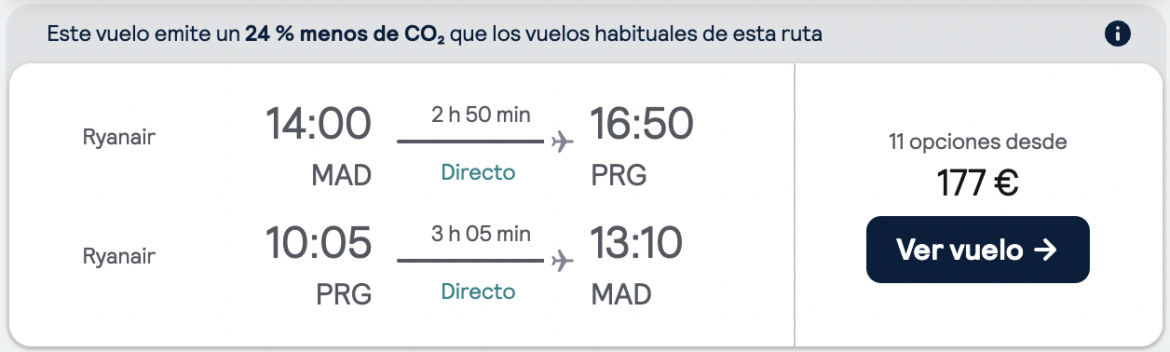 Este vuelo emite un 24 % menos de CO₂ que los vuelos habituales de esta ruta
Ryanair
14:00
MAD
2 h 50 min
Directo
16:50
PRG
Ryanair
10:05
PRG
3 h 05 min
Directo
13:10
MAD
11 opciones desde
177 €
Ver vuelo →